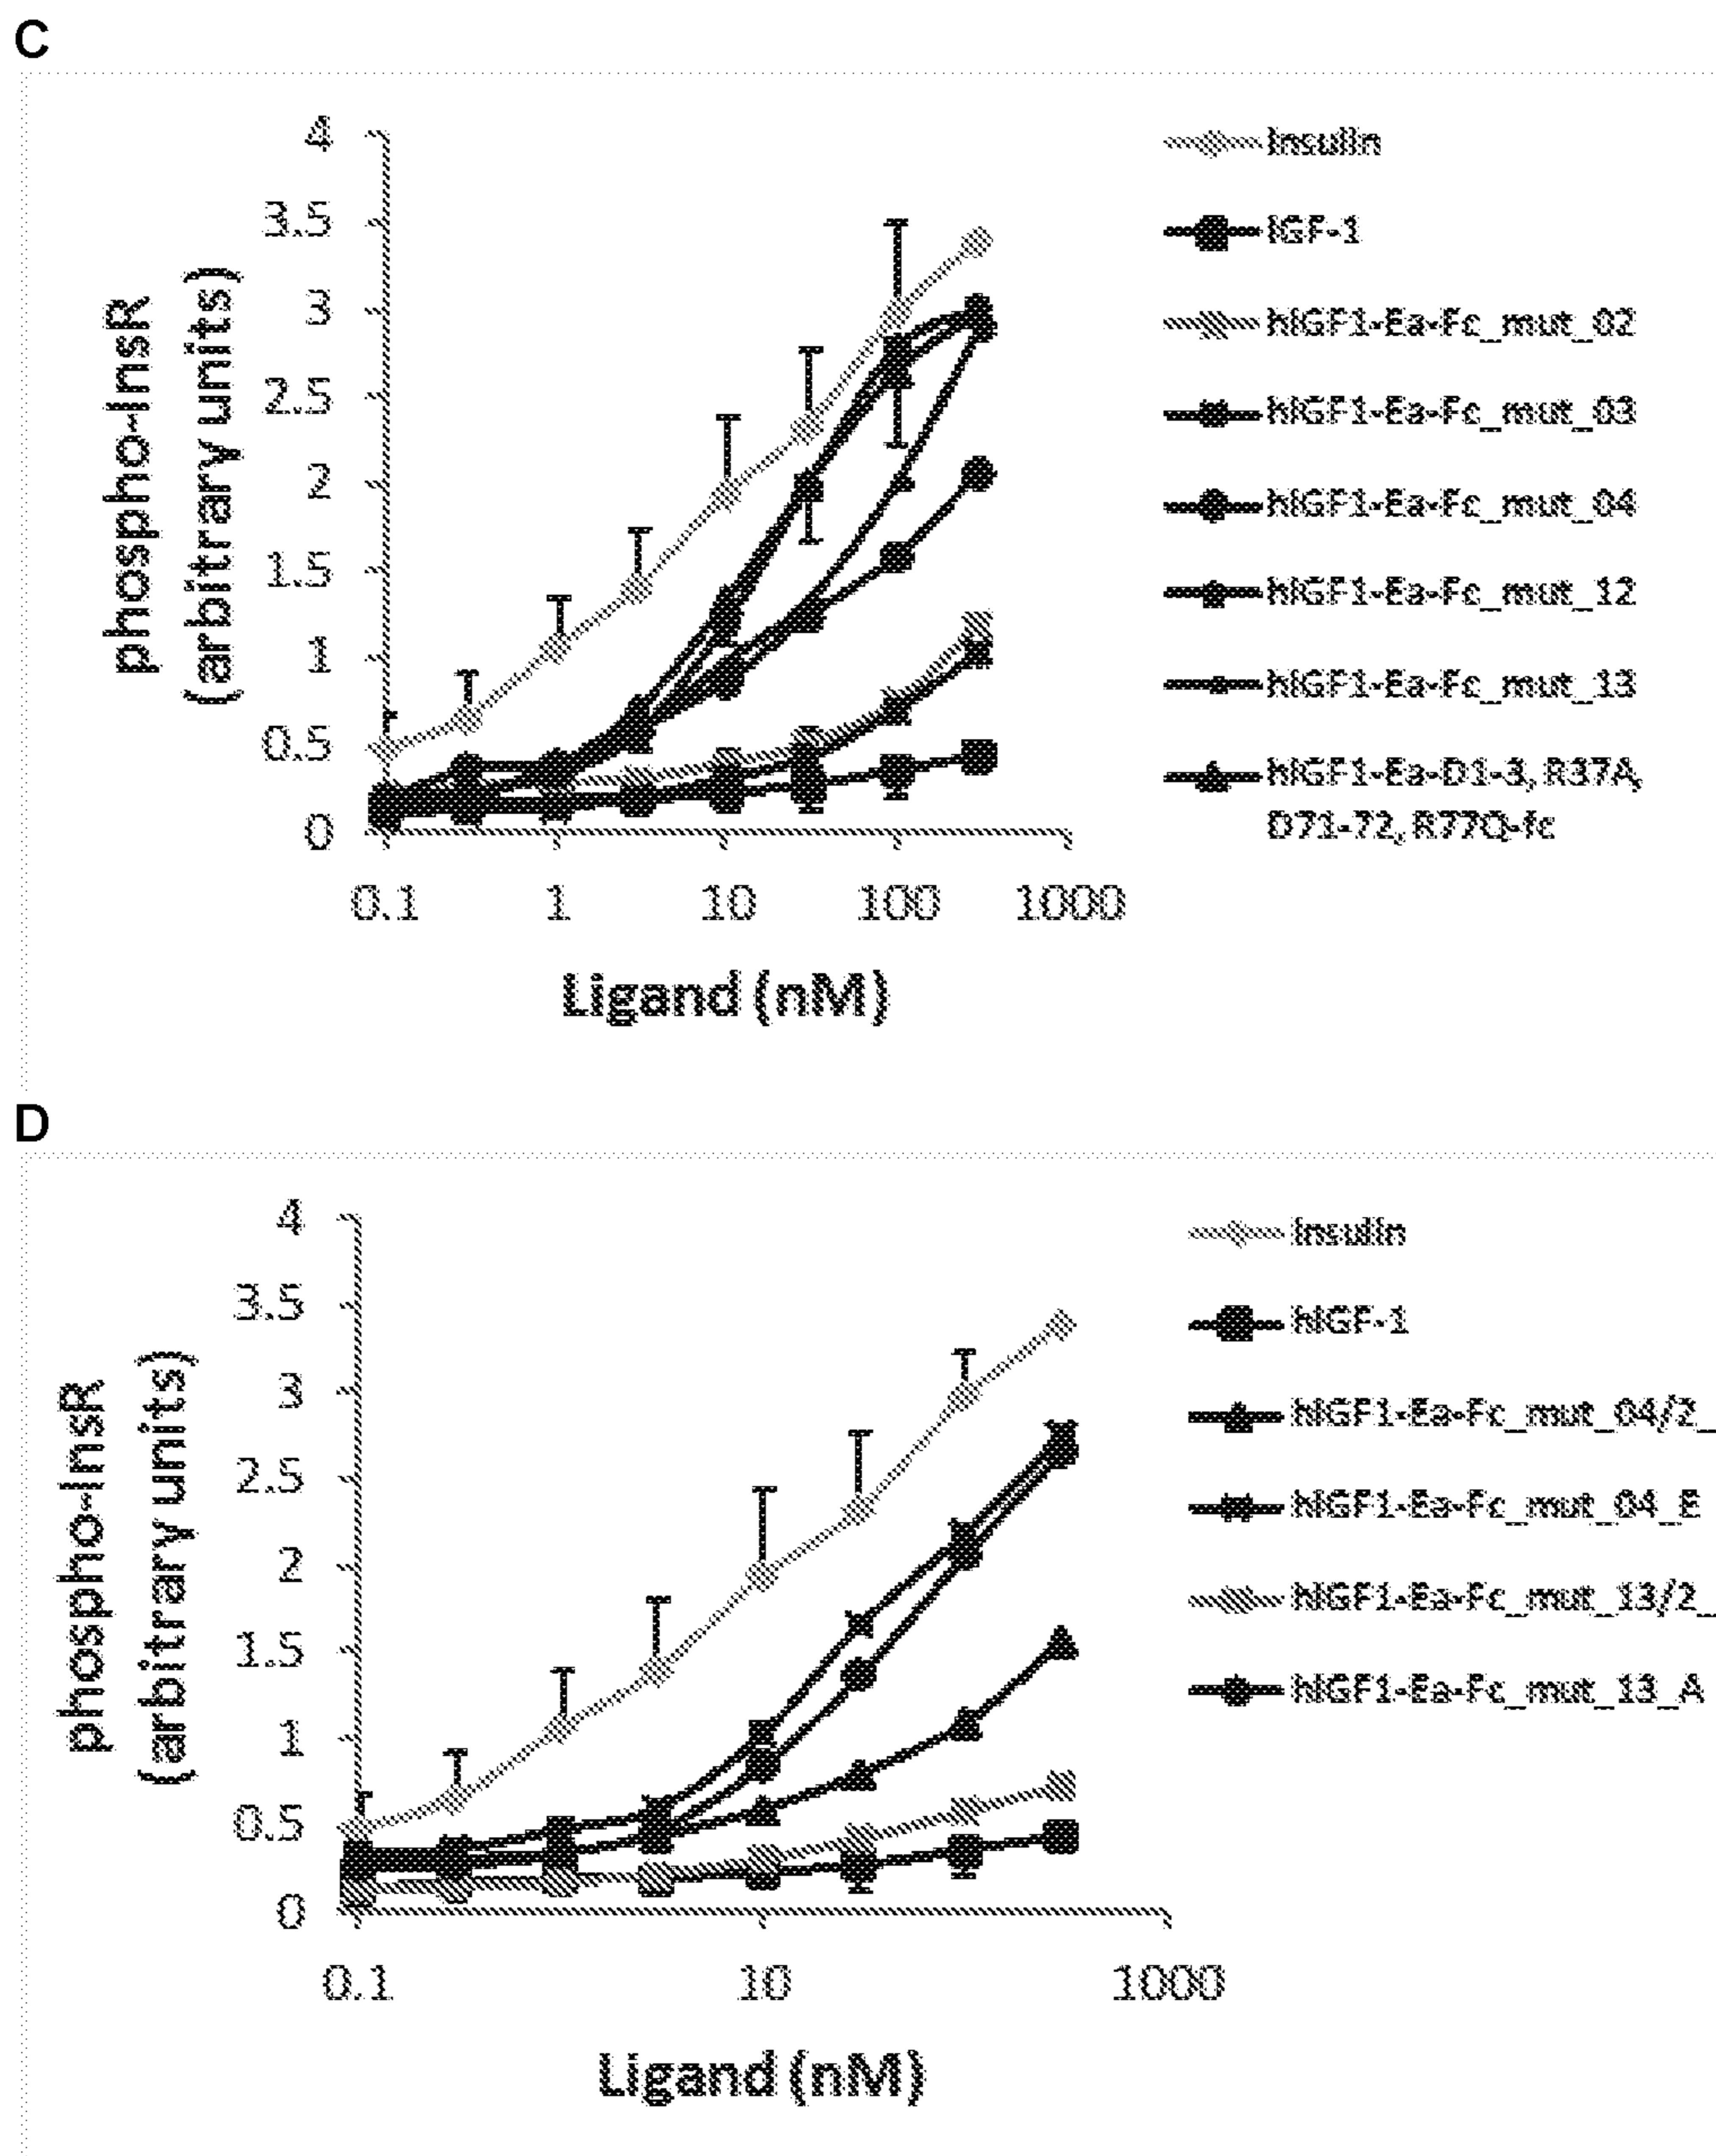 C
4
3.5
3
2.5
2
1.5
1
0.5
0
phospho-InsR
(arbitrary units)
0.1 1 10 100 1000
Ligand (nM)
Insulin
IGF-1
hIGF1-Ea-Fc_mut_02
hIGF1-Ea-Fc_mut_03
hIGF1-Ea-Fc_mut_04
hIGF1-Ea-Fc_mut_12
hIGF1-Ea-Fc_mut_13
hIGF1-Ea-D1-3, R37A,
D71-72, R77Q-fc
D
4
3.5
3
2.5
2
1.5
1
0.5
0
phospho-InsR
(arbitrary units)
0.1 10 1000
Ligand (nM)
Insulin
hIGF-1
hIGF1-Ea-Fc_mut_04/2_
hIGF1-Ea-Fc_mut_04_E
hIGF1-Ea-Fc_mut_13/2_
hIGF1-Ea-Fc_mut_13_A